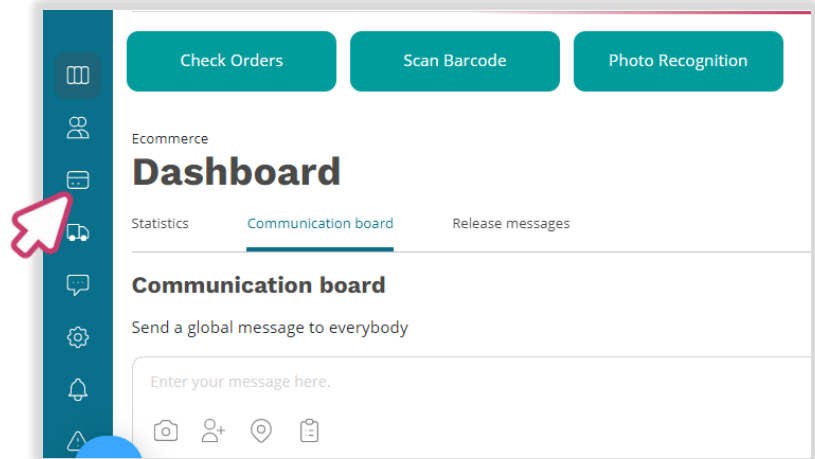 Check Orders
Scan Barcode
Photo Recognition
Ecommerce
Dashboard
Statistics
Communication board
Release messages
Communication board
Send a global message to everybody
Enter your message here.